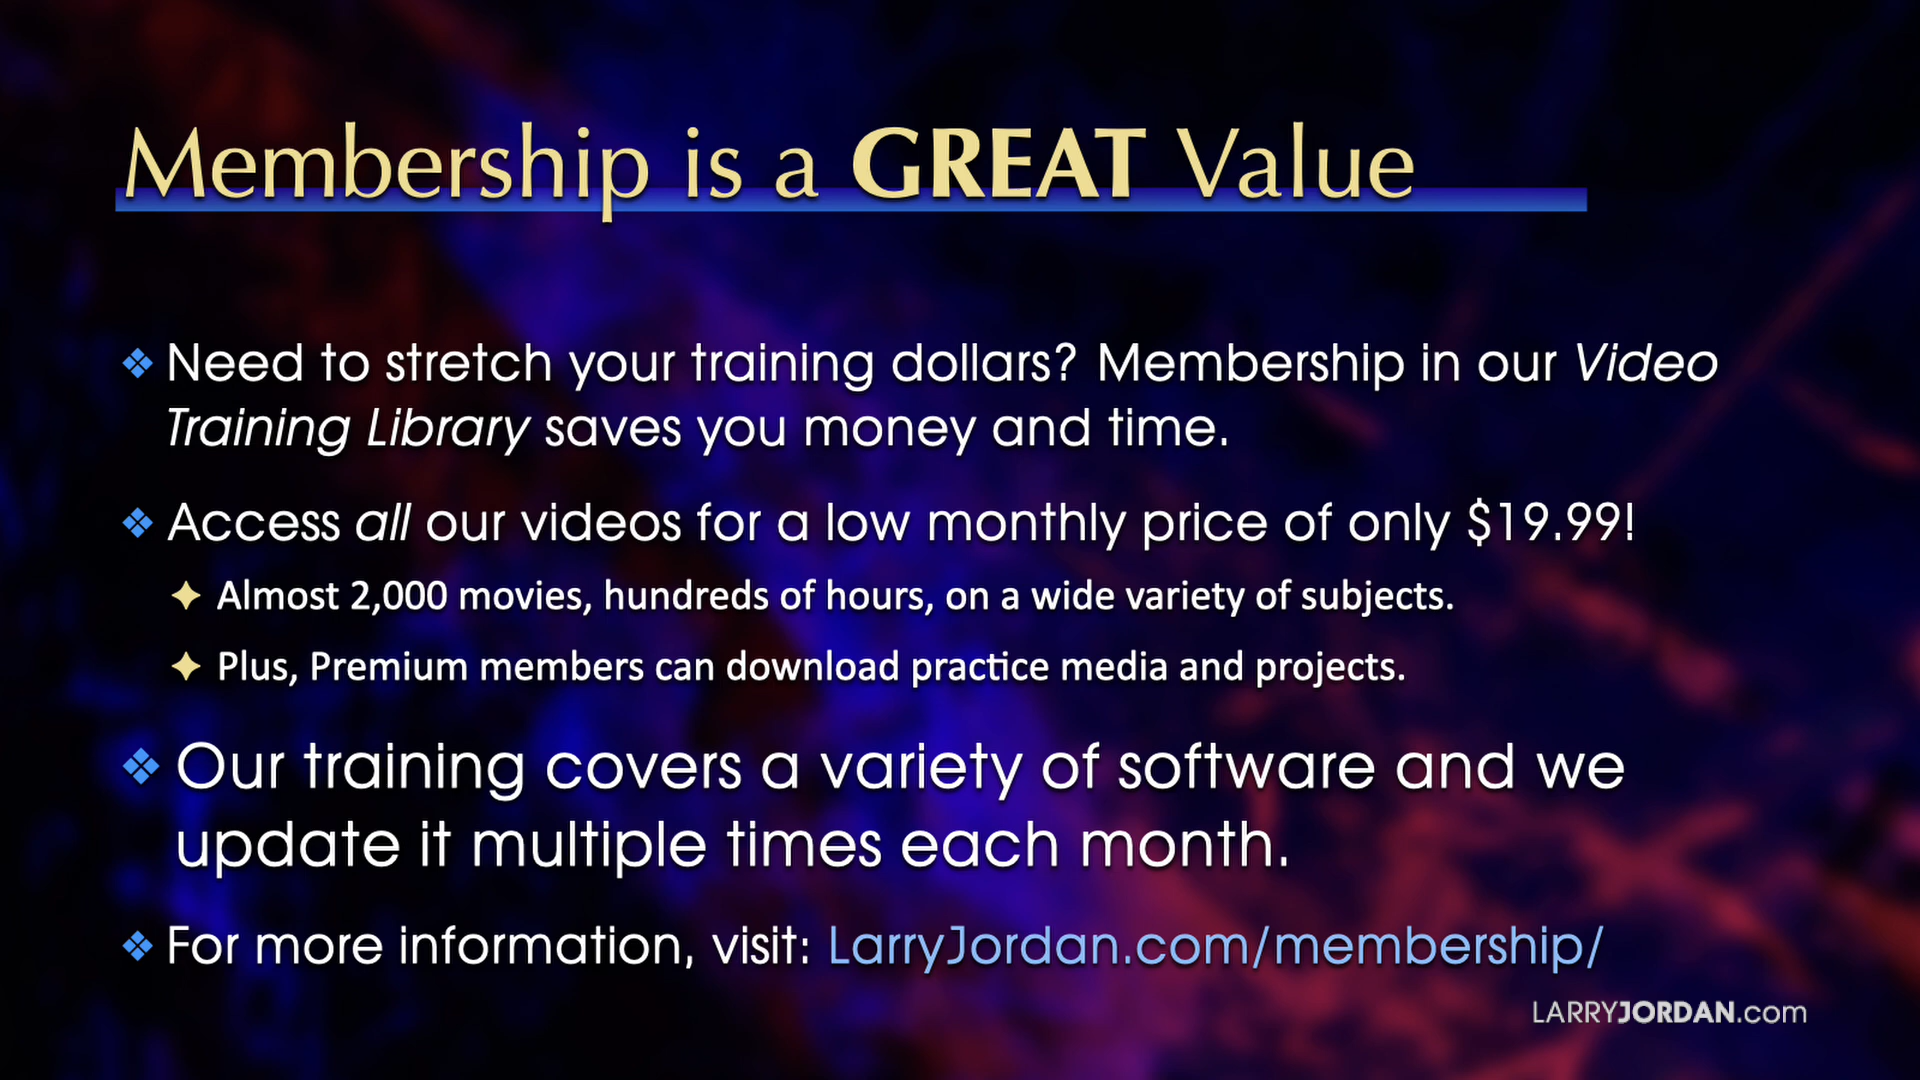 Membership is a GREAT Value
Need to stretch your training dollars? Membership in our Video
Training Library saves you money and time.
Access all our videos for a low monthly price of only $19.99!
Almost 2,000 movies, hundreds of hours, on a wide variety of subjects.
Plus, Premium members can download practice media and projects.
Our training covers a variety of software and we
update it multiple times each month.
For more information, visit: LarryJordan.com/membership/
LARRYJORDAN.com